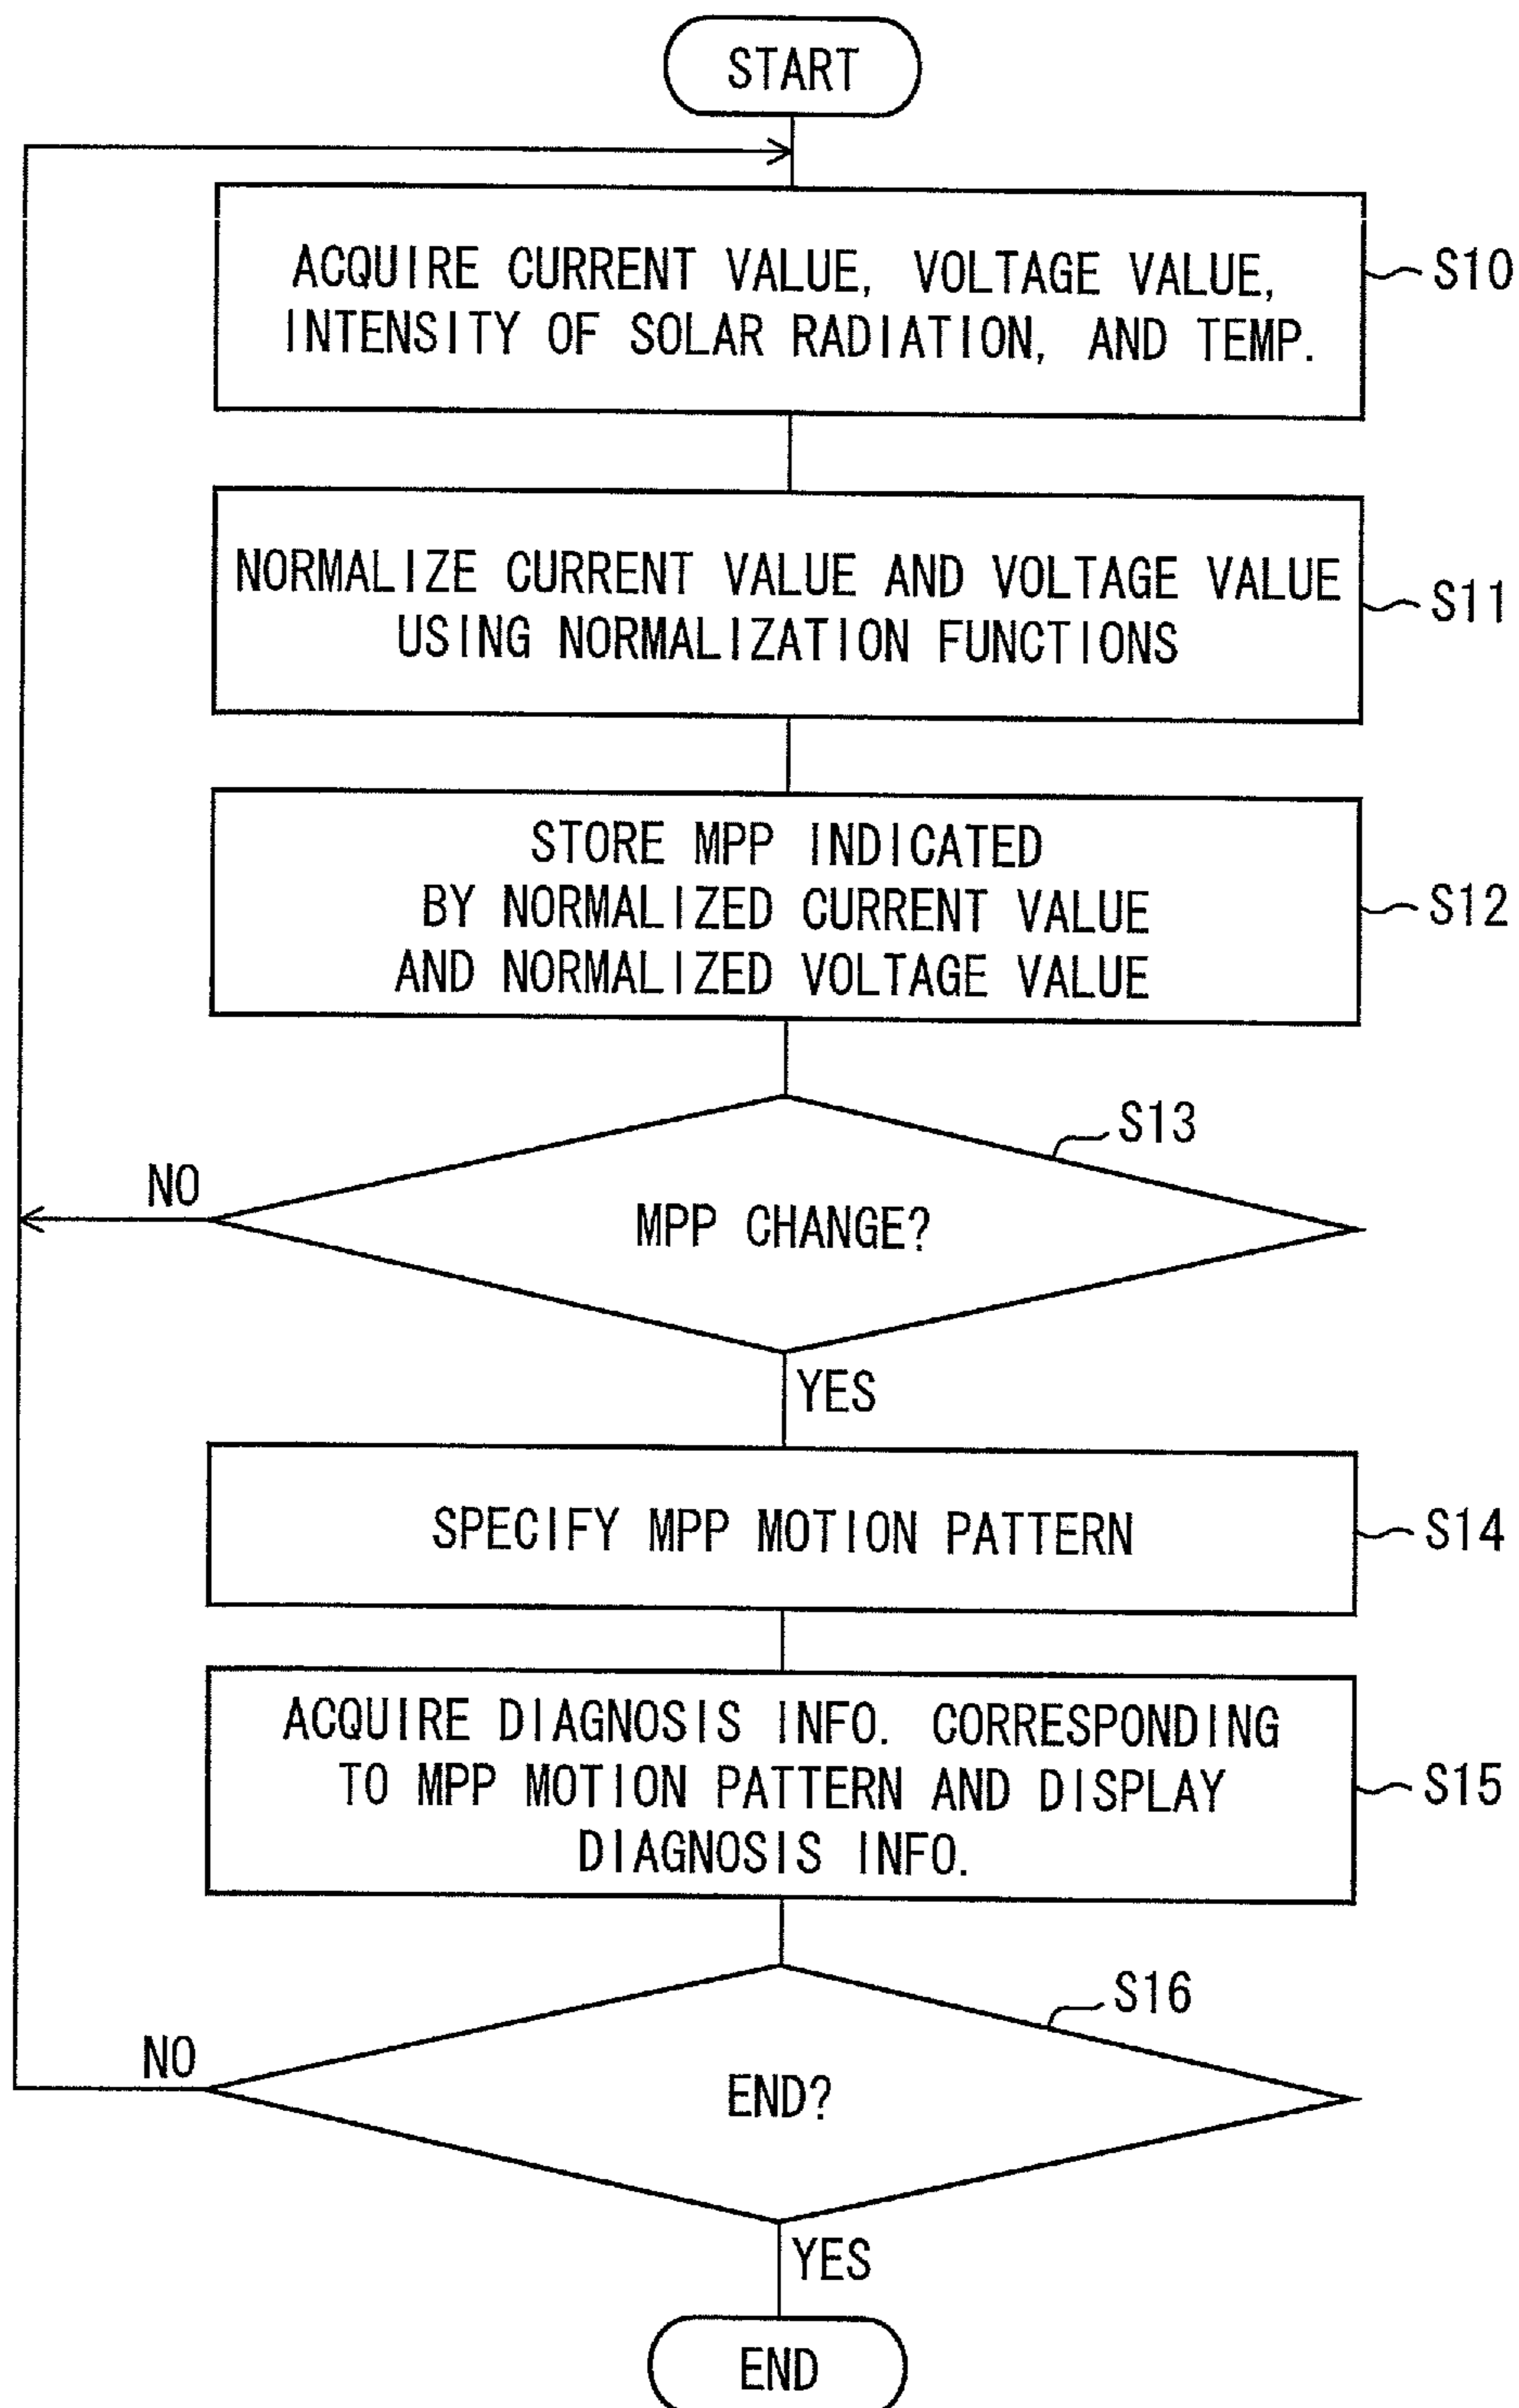 START
ACQUIRE CURRENT VALUE, VOLTAGE VALUE,
INTENSITY OF SOLAR RADIATION, AND TEMP.
S10
NORMALIZE CURRENT VALUE AND VOLTAGE VALUE
USING NORMALIZATION FUNCTIONS
S11
STORE MPP INDICATED
BY NORMALIZED CURRENT VALUE
AND NORMALIZED VOLTAGE VALUE
S12
S13
NO
MPP CHANGE?
YES
SPECIFY MPP MOTION PATTERN
S14
ACQUIRE DIAGNOSIS INFO. CORRESPONDING
TO MPP MOTION PATTERN AND DISPLAY
DIAGNOSIS INFO.
S15
S16
NO
END?
YES
END